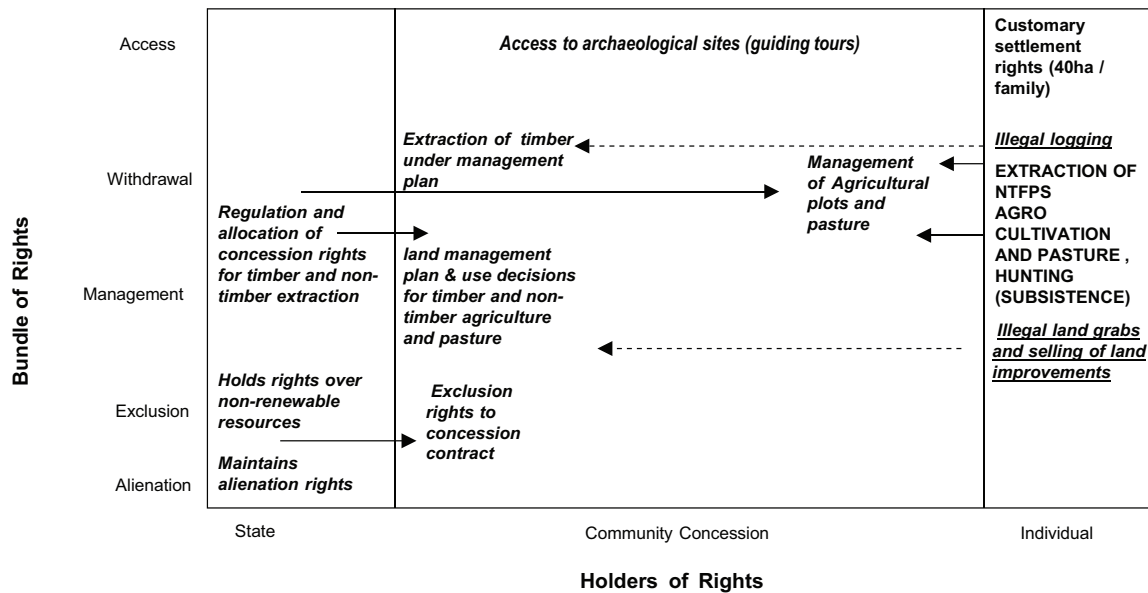 Bundle of Rights
Access
Withdrawal
Management
Exclusion
Alienation
Regulation and
allocation of
concession rights
for timber and non-
timber extraction
Holds rights over
non-renewable
resources
Maintains
alienation rights
Access to archaeological sites (guiding tours)
Extraction of timber
under management
plan
Management
of Agricultural
plots and
pasture
land management
plan & use decisions
for timber and non-
timber agriculture
and pasture
Exclusion
rights to
concession
contract
Customary
settlement
rights (40ha /
family)
Illegal logging
EXTRACTION OF
NTFPS
AGRO
CULTIVATION
AND PASTURE ,
HUNTING
(SUBSISTENCE)
Illegal land grabs
and selling of land
improvements
State
Community Concession
Individual
Holders of Rights